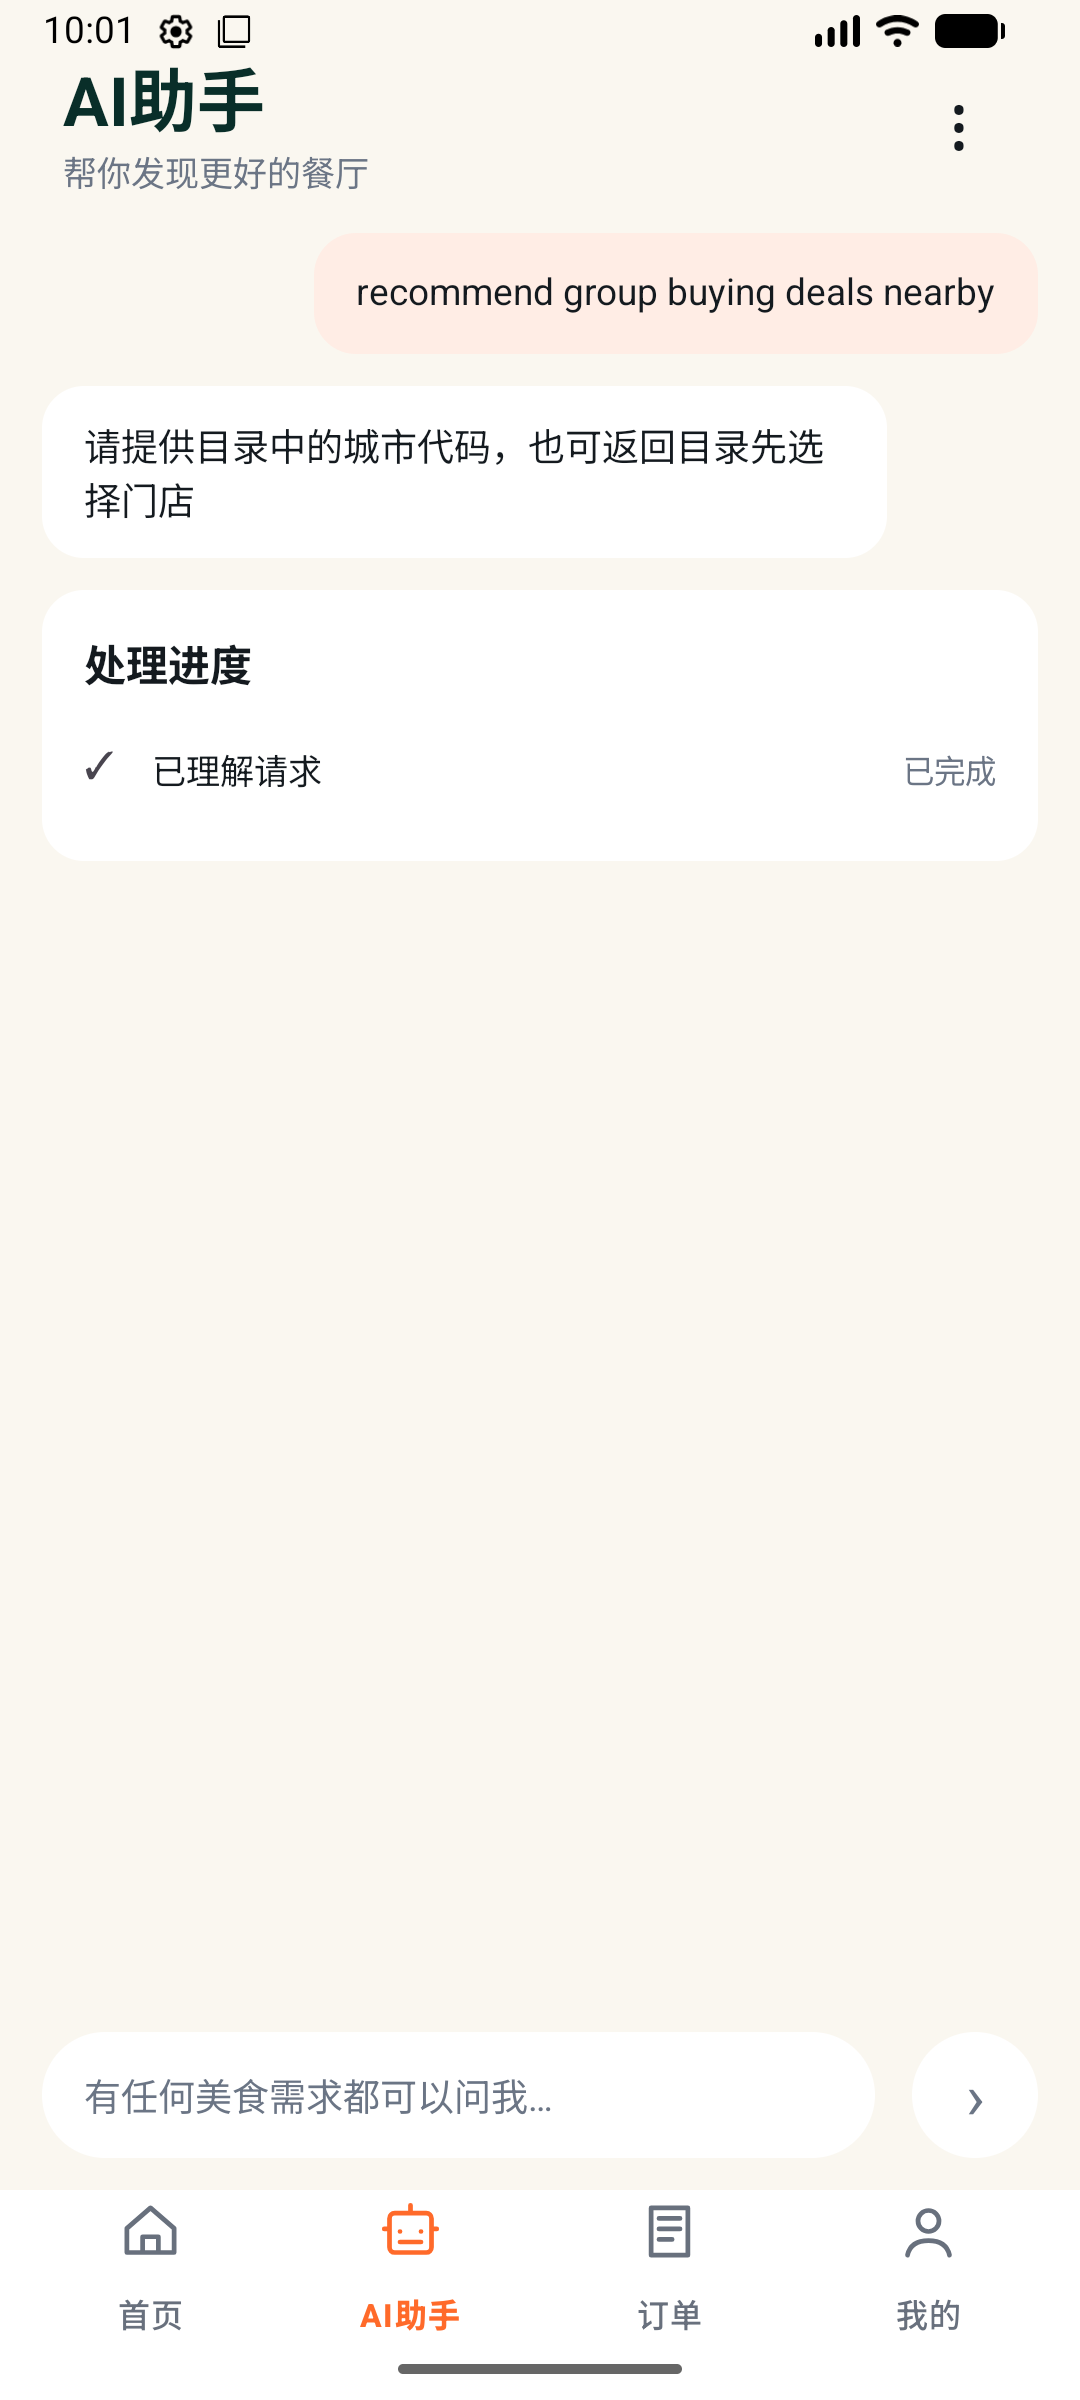 10:01
AI助手
帮你发现更好的餐厅
recommend group buying deals nearby
请提供目录中的城市代码，也可返回目录先选
择门店
处理进度
✓ 已理解请求 已完成
有任何美食需求都可以问我...
首页 AI助手 订单 我的